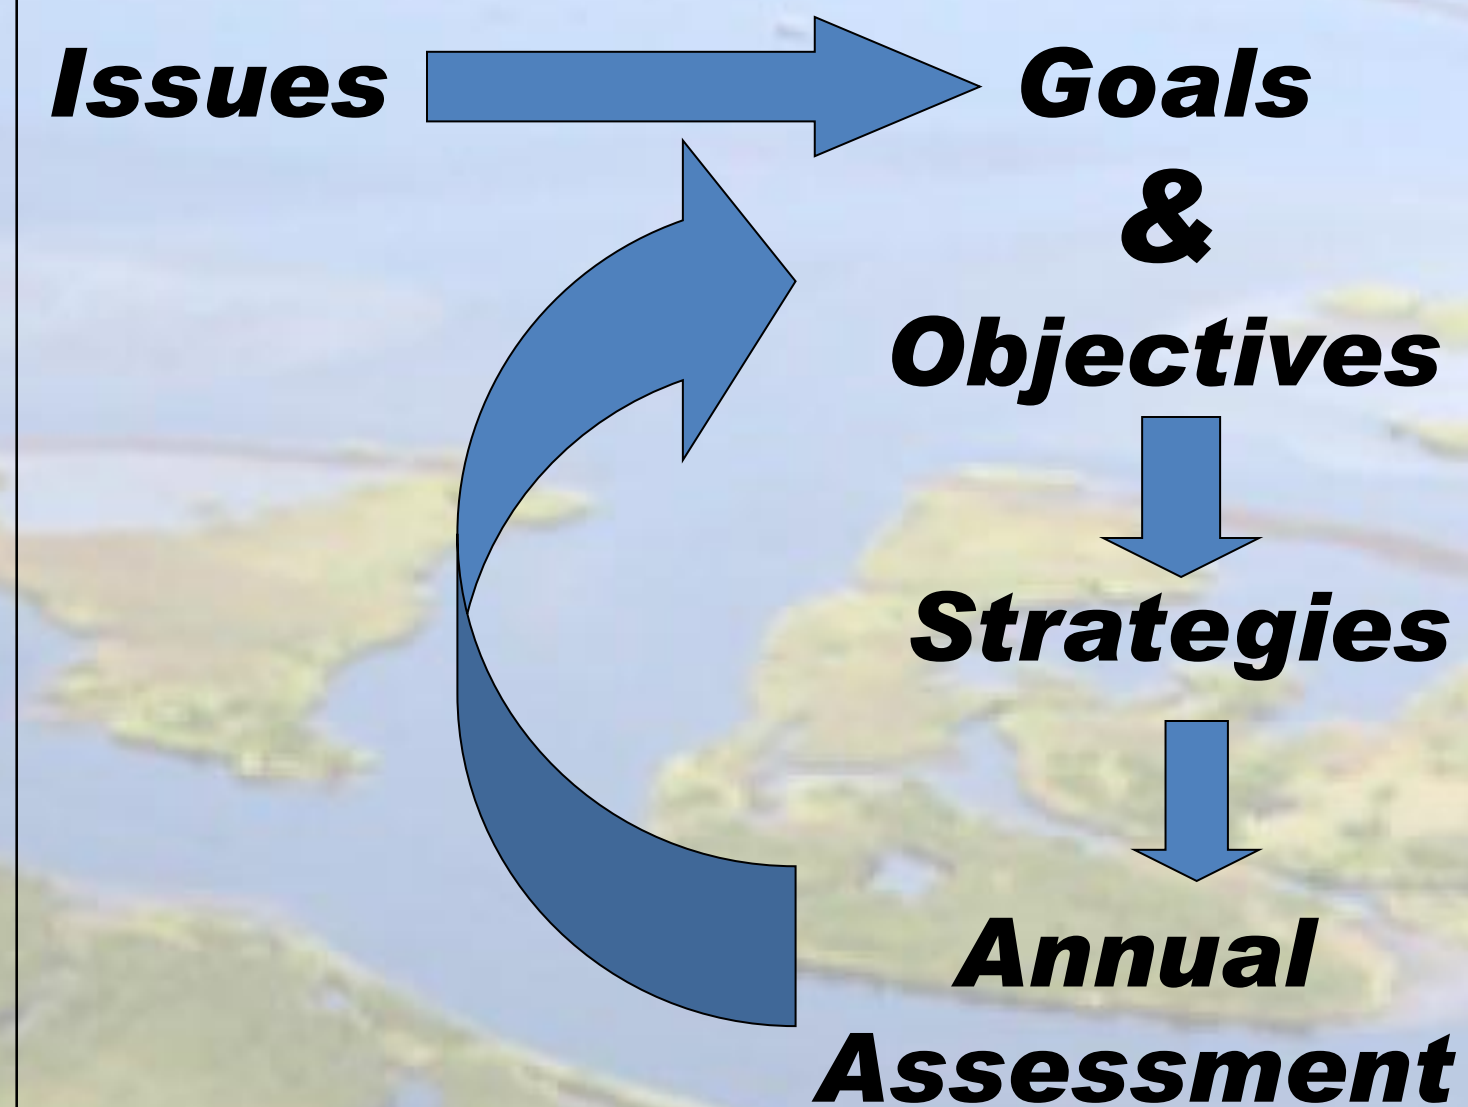 Issues
Goals
&
Objectives
Strategies
Annual
Assessment